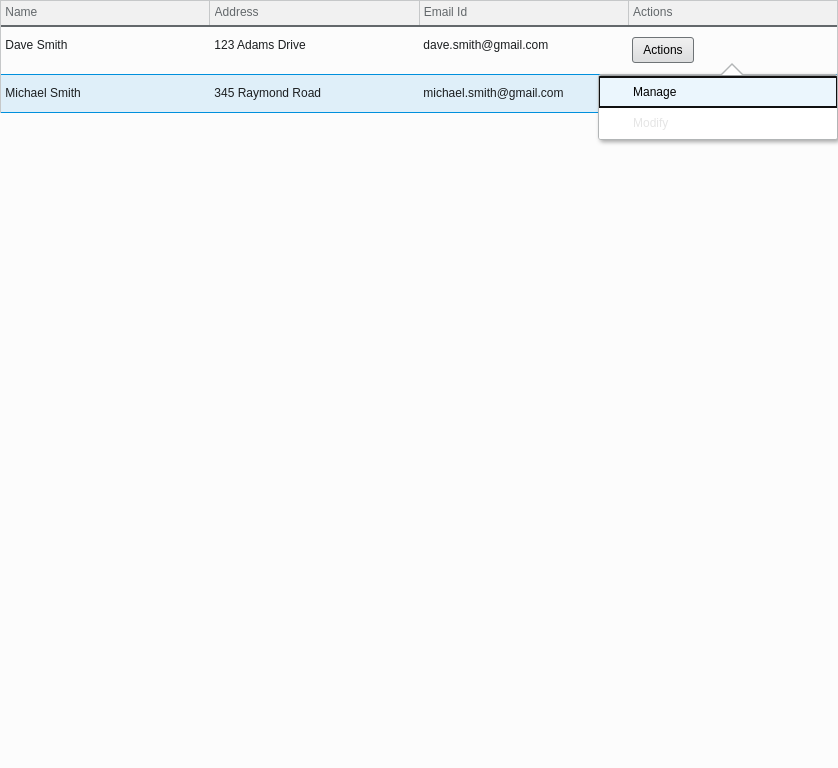 Name Address Email Id Actions
Dave Smith 123 Adams Drive dave.smith@gmail.com Actions
Michael Smith 345 Raymond Road michael.smith@gmail.com Manage
Modify